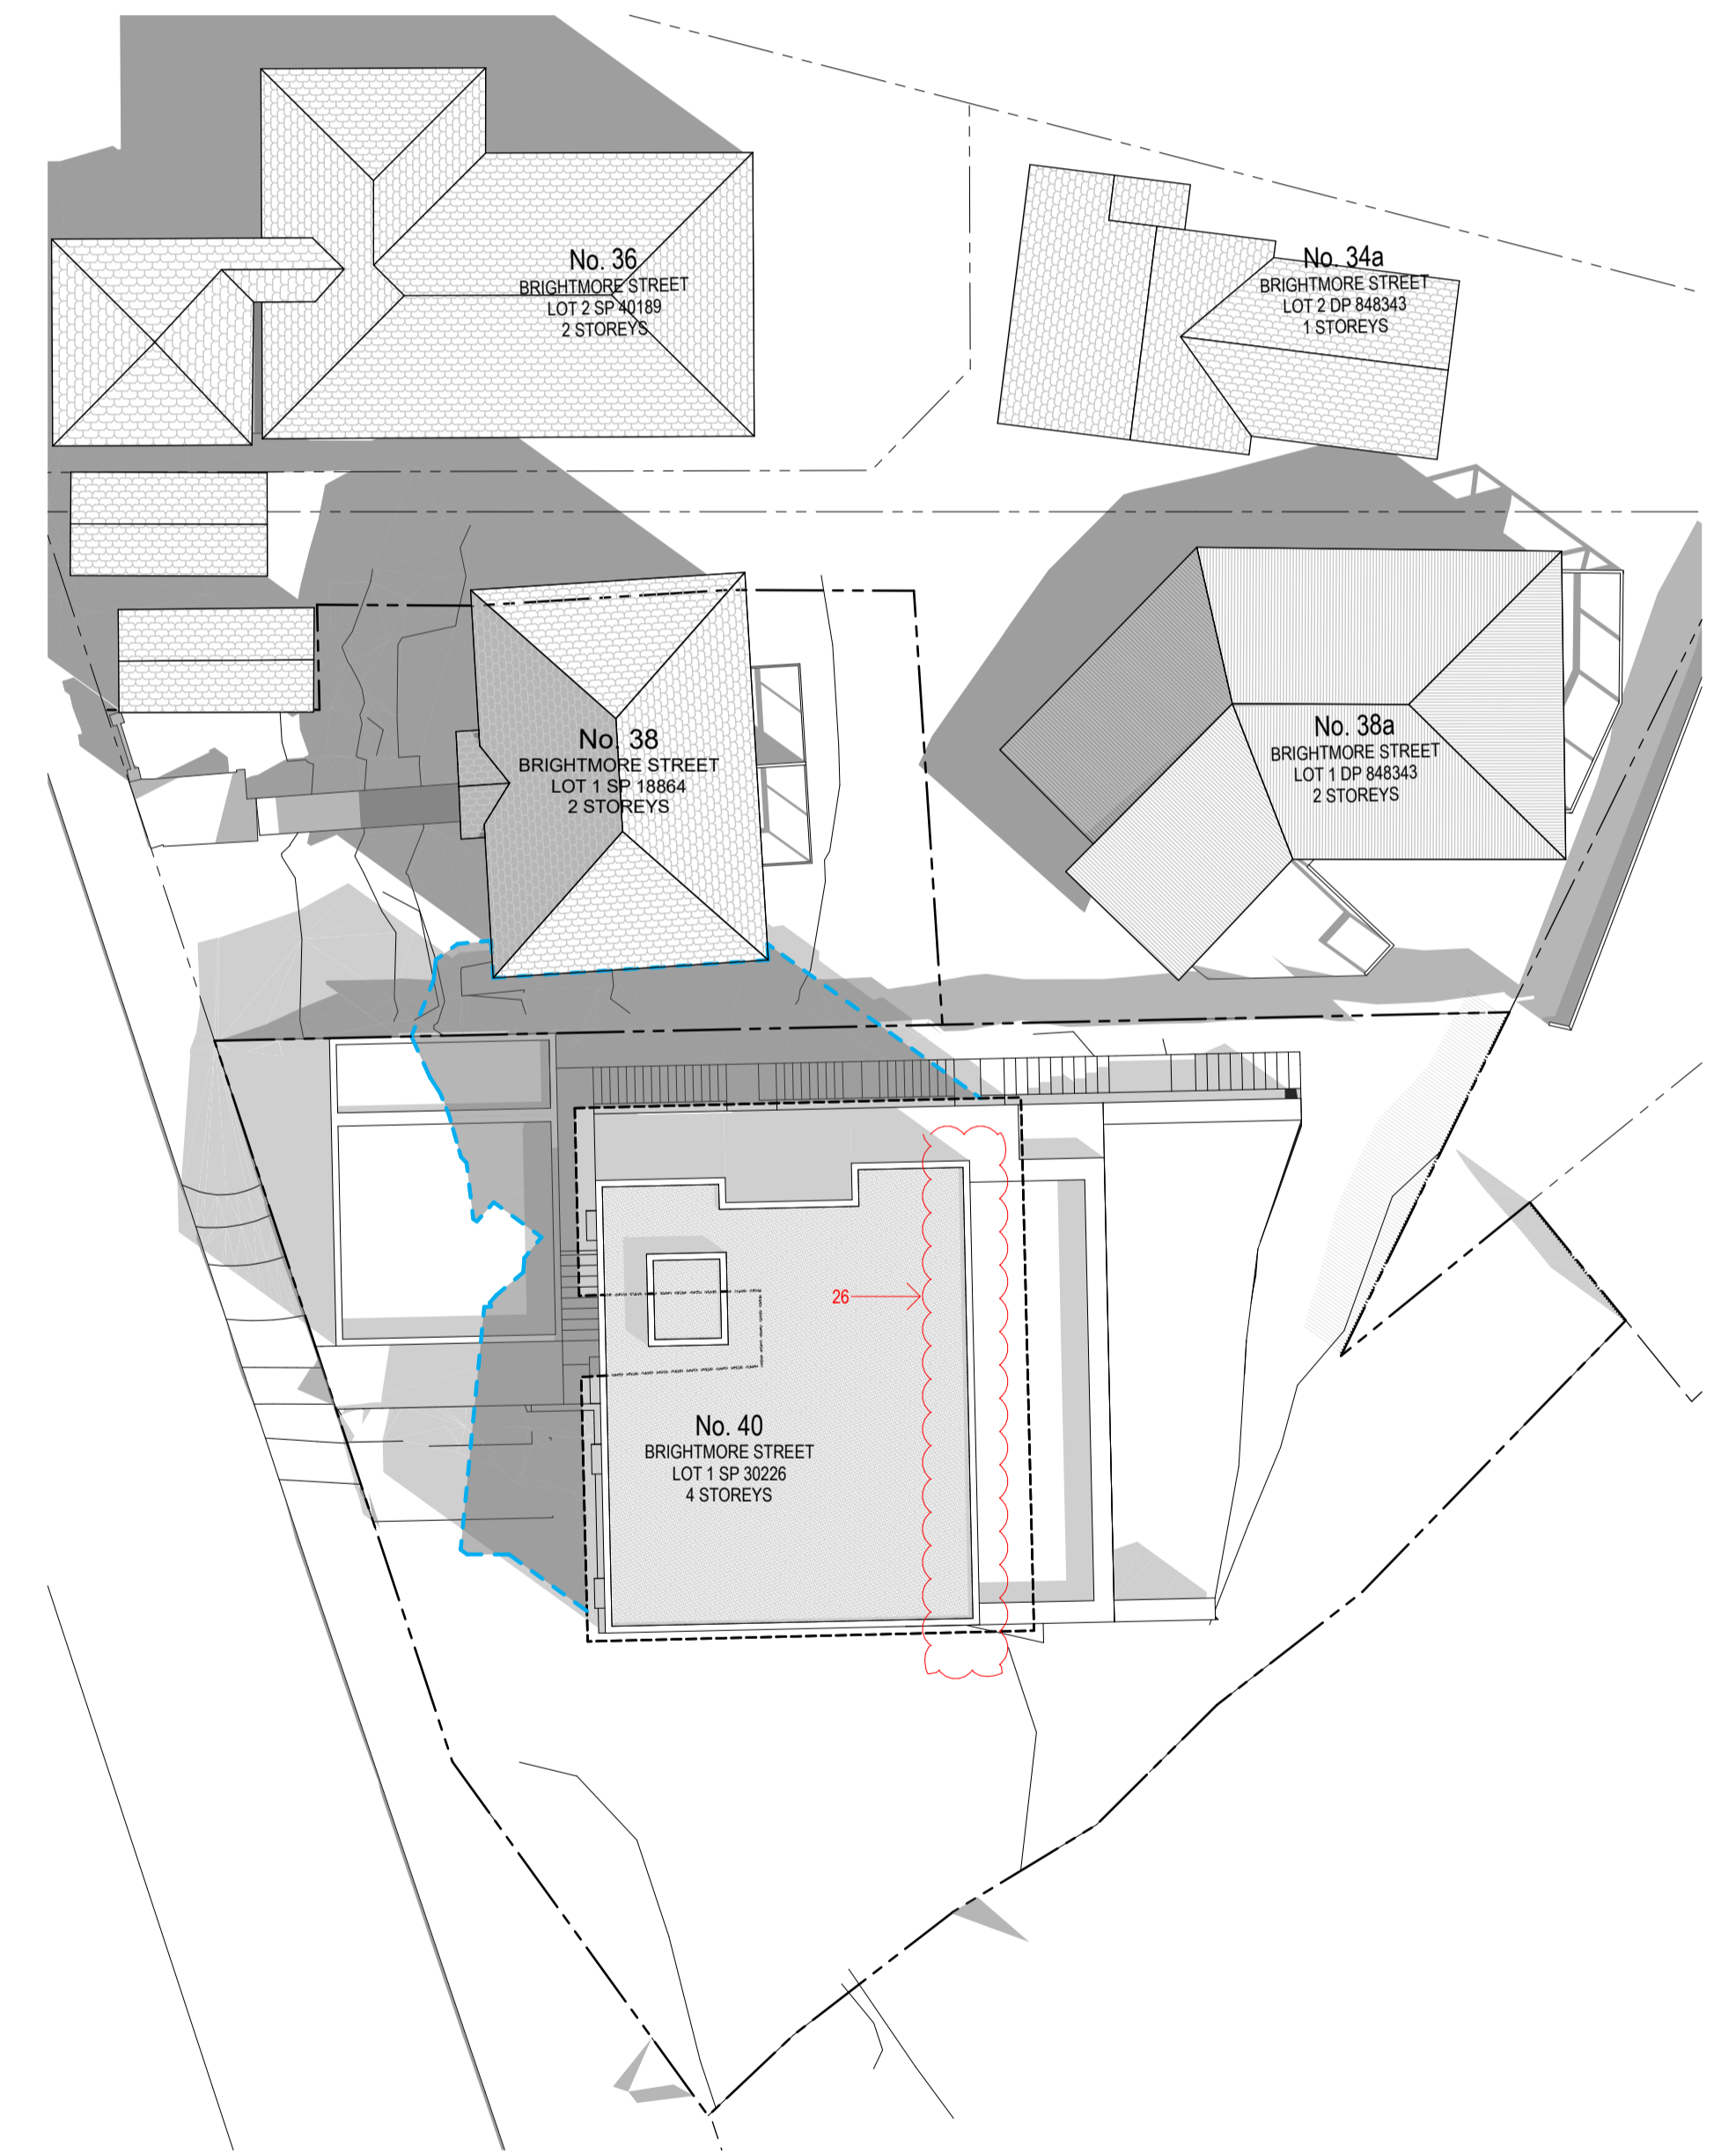 No. 36
BRIGHTMORE STREET
LOT 2 SP 40189
2 STOREYS
No. 34a
BRIGHTMORE STREET
LOT 2 DP 848343
1 STOREYS
No. 38
BRIGHTMORE STREET
LOT 1 SP 18864
2 STOREYS
No. 38a
BRIGHTMORE STREET
LOT 1 DP 848343
2 STOREYS
26
No. 40
BRIGHTMORE STREET
LOT 1 SP 30226
4 STOREYS